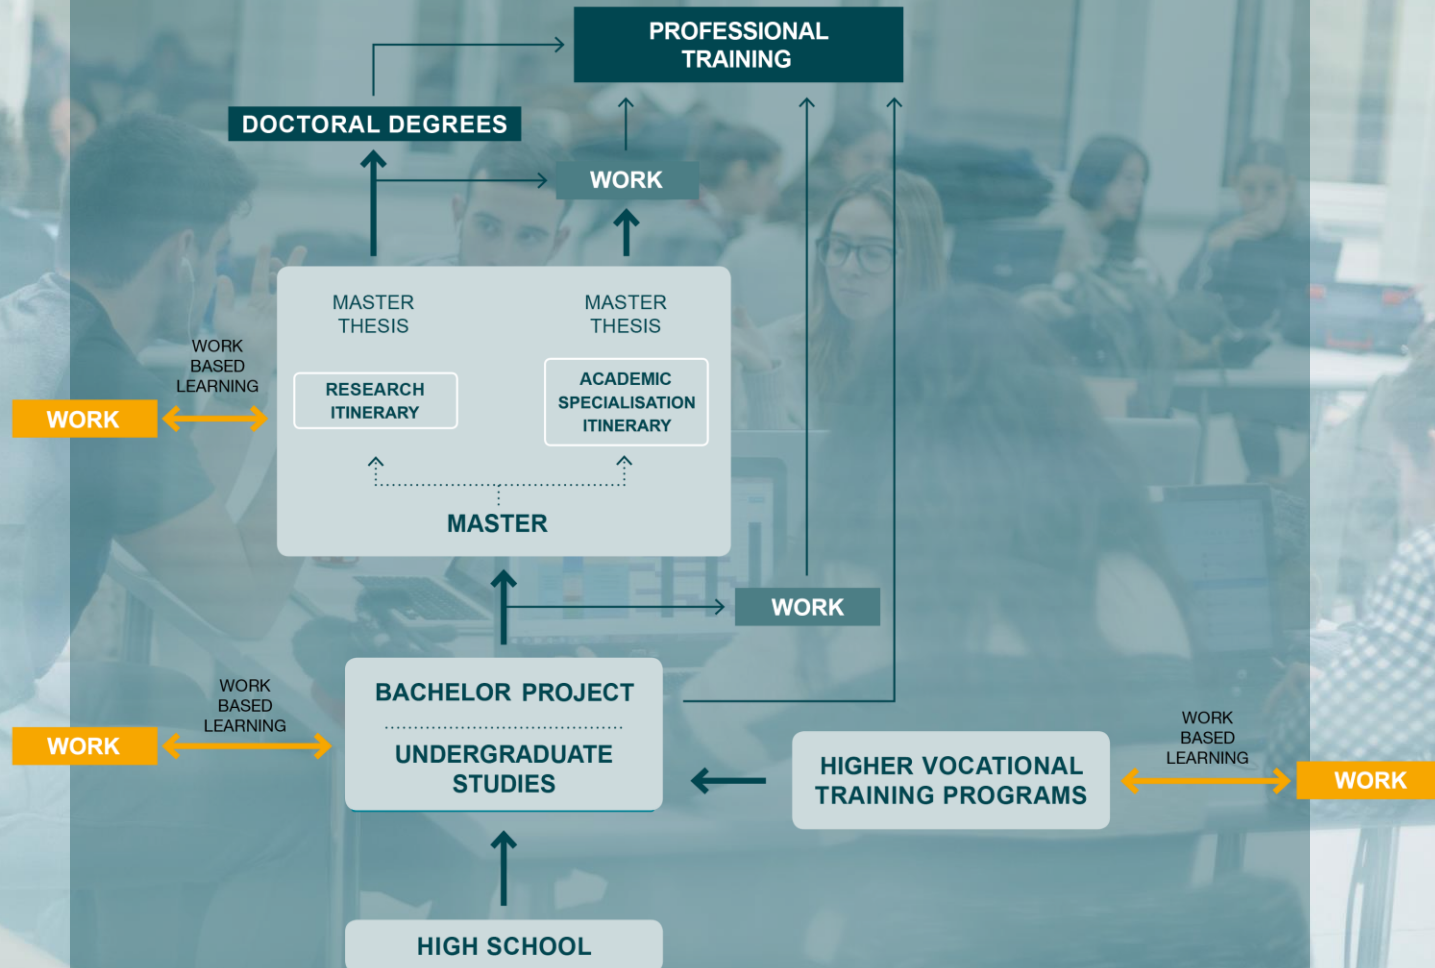 PROFESSIONAL
TRAINING
DOCTORAL DEGREES
WORK
MASTER
THESIS
MASTER
THESIS
WORK
BASED
LEARNING
WORK
RESEARCH
ITINERARY
ACADEMIC
SPECIALISATION
ITINERARY
MASTER
WORK
BACHELOR PROJECT
UNDERGRADUATE
STUDIES
WORK
BASED
LEARNING
WORK
HIGHER VOCATIONAL
TRAINING PROGRAMS
WORK
BASED
LEARNING
WORK
HIGH SCHOOL